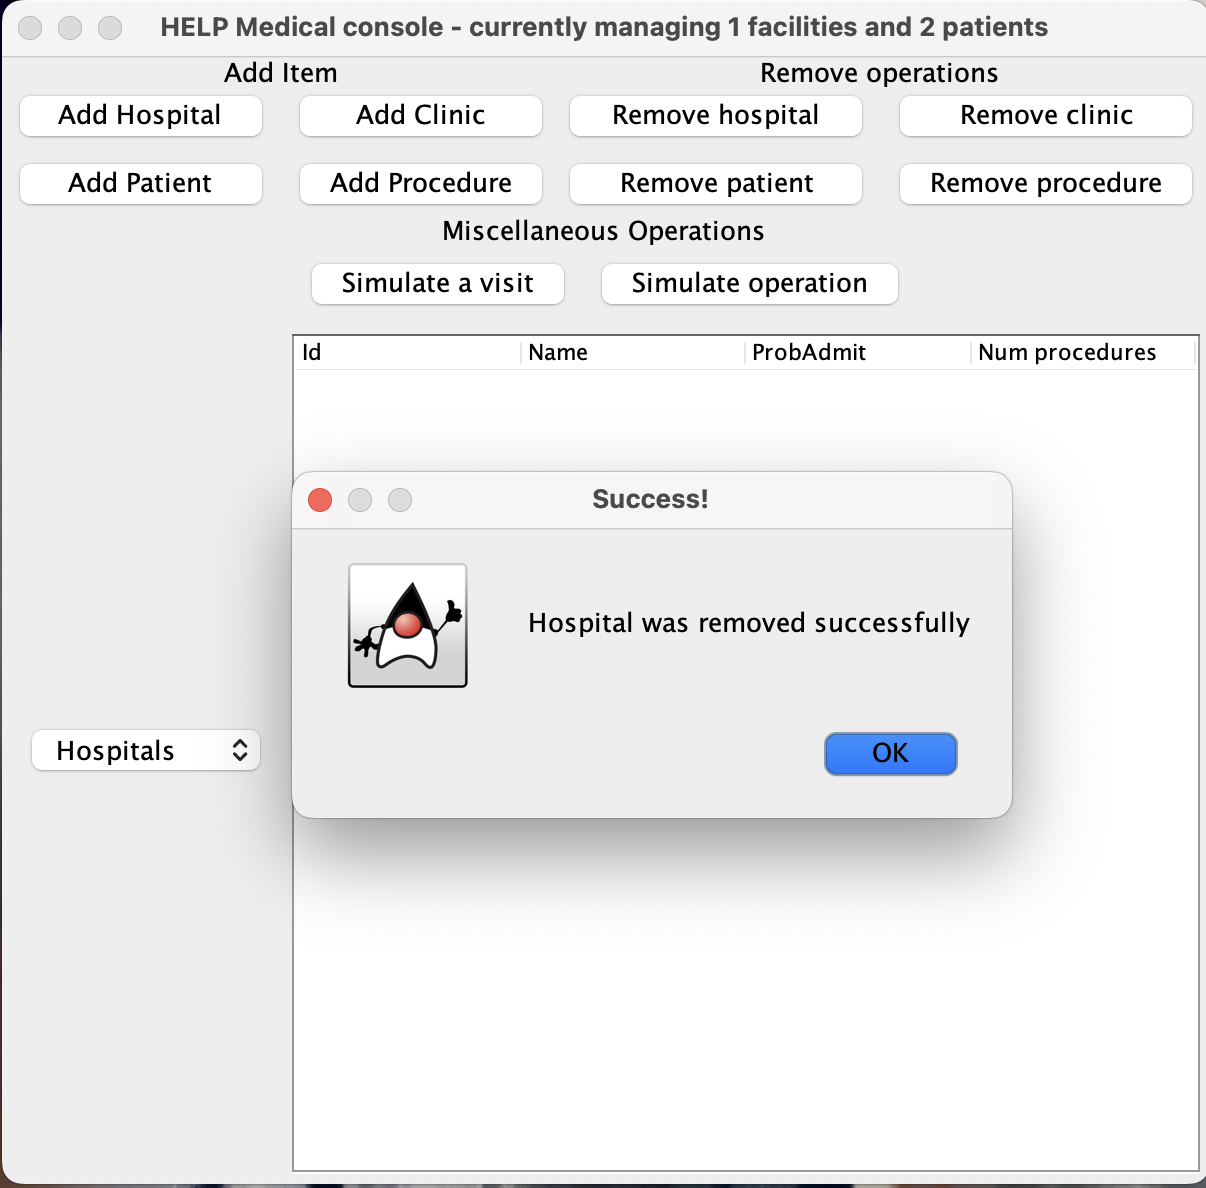 HELP Medical console - currently managing 1 facilities and 2 patients
Add Item
Remove operations
Add Hospital
Add Clinic
Remove hospital
Remove clinic
Add Patient
Add Procedure
Remove patient
Remove procedure
Miscellaneous Operations
Simulate a visit
Simulate operation
Id
Name
ProbAdmit
Num procedures
Success!
Hospital was removed successfully
OK
Hospitals